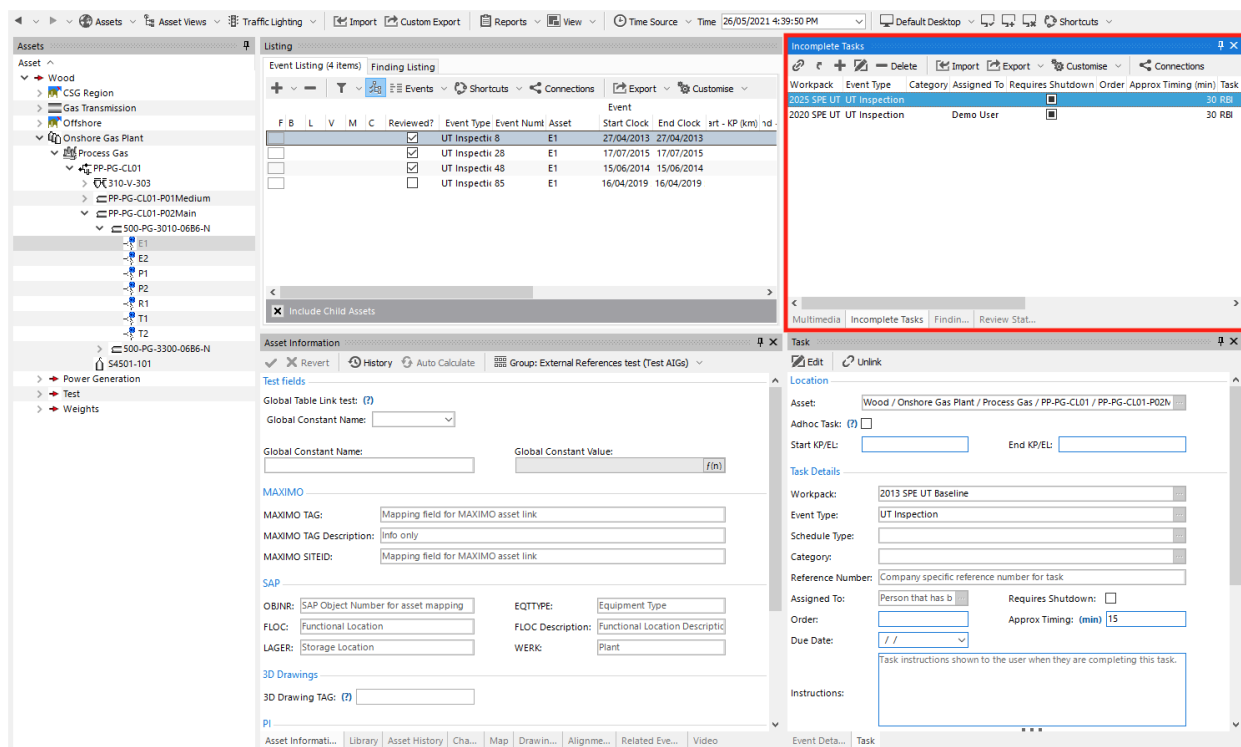 Assets Asset Views Traffic Lighting Import Custom Export Reports View Time Source Time 26/05/2021 4:39:50 PM Default Desktop Shortcuts
Assets
Asset
Wood
CSG Region
Gas Transmission
Offshore
Onshore Gas Plant
Process Gas
PP-PG-CL01
310-V-303
PP-PG-CL01-P01Medium
PP-PG-CL01-P02Main
500-PG-3010-06B6-N
E1
E2
P1
P2
R1
T1
T2
500-PG-3300-06B6-N
S4501-101
Power Generation
Test
Weights
Listing
Event Listing (4 items) Finding Listing
Events Shortcuts Connections Export Customise
Event
F B L V M C Reviewed? Event Type Event Numl Asset Start Clock End Clock art - KP (km) nd -
UT Inspectic 8 E1 27/04/2013 27/04/2013
UT Inspectic 28 E1 17/07/2015 17/07/2015
UT Inspectic 48 E1 15/06/2014 15/06/2014
UT Inspectic 85 E1 16/04/2019 16/04/2019
Include Child Assets
Incomplete Tasks
Delete Import Export Customise Connections
Workpack Event Type Category Assigned To Requires Shutdown Order Approx Timing (min) Task
2025 SPE UT UT Inspection 30 RBI
2020 SPE UT UT Inspection Demo User 30 RBI
Multimedia Incomplete Tasks Findin... Review Stat...
Asset Information
Revert History Auto Calculate Group: External References test (Test AIGs)
Test fields
Global Table Link test: (?)
Global Constant Name:
Global Constant Name: Global Constant Value:
f(n)
MAXIMO
MAXIMO TAG: Mapping field for MAXIMO asset link
MAXIMO TAG Description: Info only
MAXIMO SITEID: Mapping field for MAXIMO asset link
SAP
OBJNR: SAP Object Number for asset mapping EQTTYPE: Equipment Type
FLOC: Functional Location FLOC Description: Functional Location Descriptic
LAGER: Storage Location WERK: Plant
3D Drawings
3D Drawing TAG: (?)
PI
Asset Informati... Library Asset History Cha... Map Drawin... Alignme... Related Eve... Video
Task
Edit Unlink
Location
Asset: Wood / Onshore Gas Plant / Process Gas / PP-PG-CL01 / PP-PG-CL01-P02M
Adhoc Task: (?)
Start KP/EL: End KP/EL:
Task Details
Workpack: 2013 SPE UT Baseline
Event Type: UT Inspection
Schedule Type:
Category:
Reference Number: Company specific reference number for task
Assigned To: Person that has b Requires Shutdown:
Order: Approx Timing: (min) 15
Due Date: / /
Task instructions shown to the user when they are completing this task.
Instructions:
Event Deta... Task